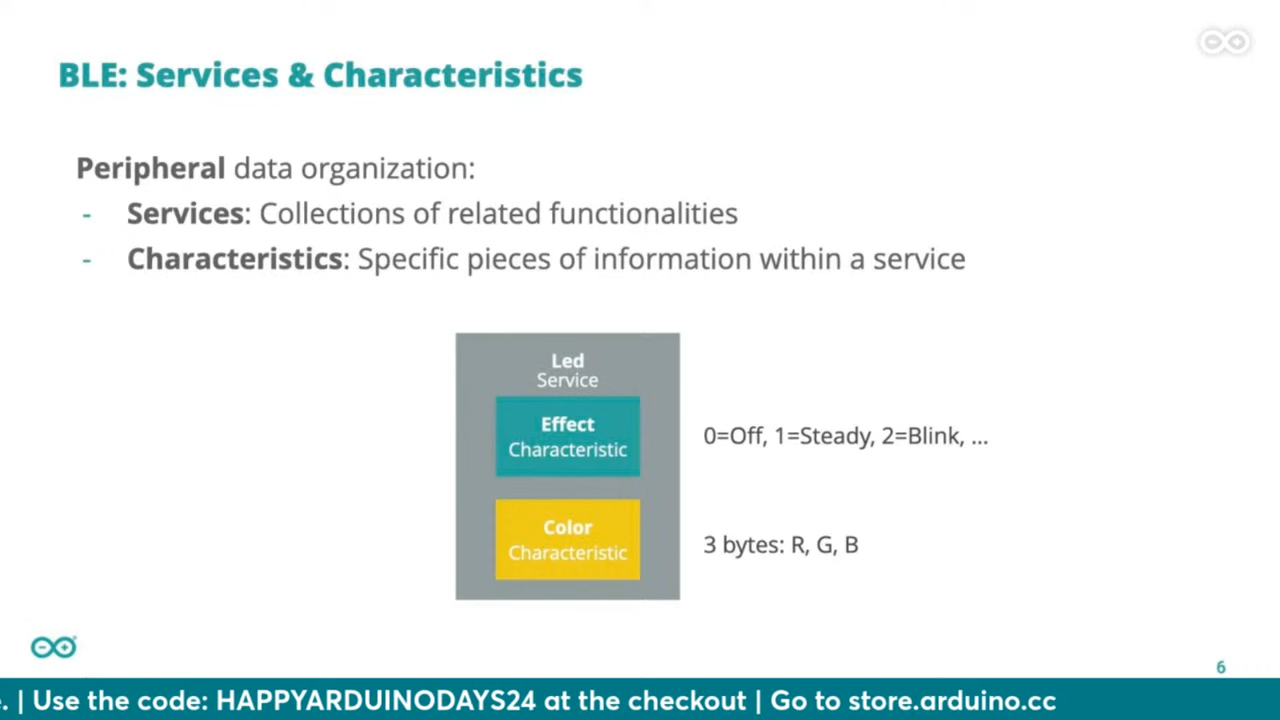 BLE: Services & Characteristics
Peripheral data organization:
- Services: Collections of related functionalities
- Characteristics: Specific pieces of information within a service
Led
Service
Effect
Characteristic
0=Off, 1=Steady, 2=Blink, ...
Color
Characteristic
3 bytes: R, G, B
6
. | Use the code: HAPPYARDUINODAYS24 at the checkout | Go to store.arduino.cc